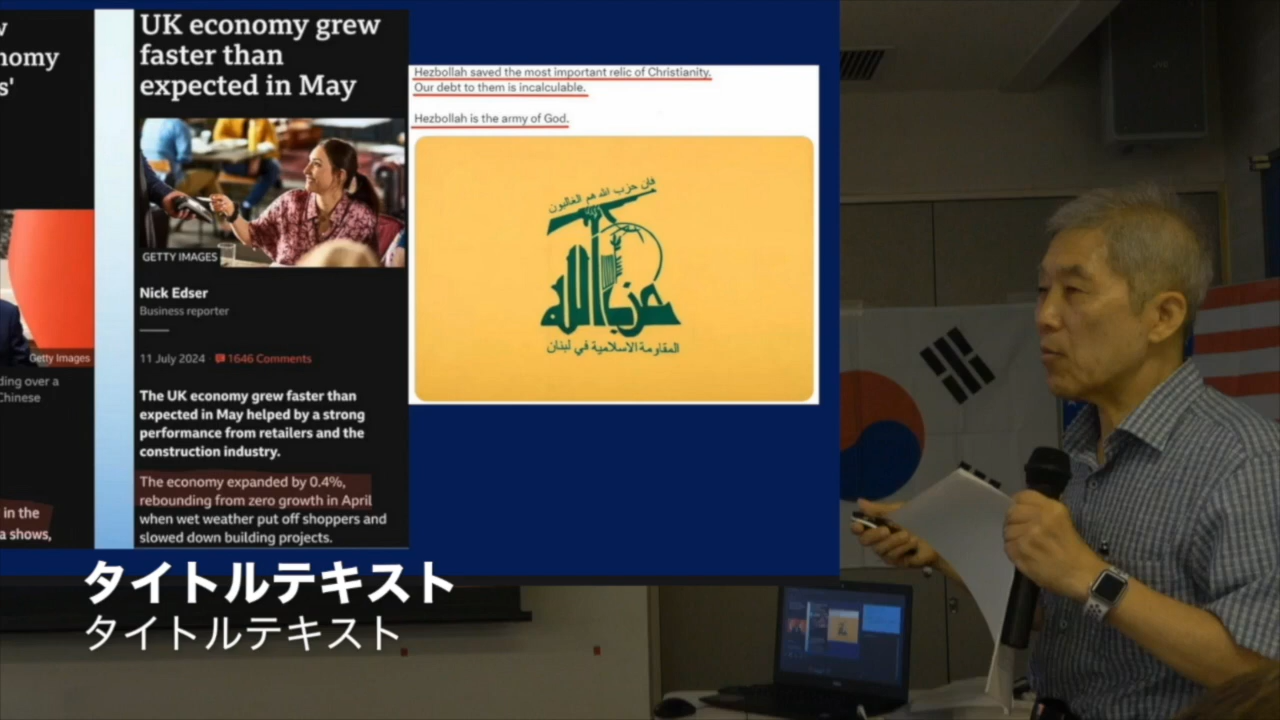 nomy
s'
Getty Images
ding over a
Chinese
in the
a shows,
UK economy grew
faster than
expected in May
GETTY IMAGES
Nick Edser
Business reporter
11 July 2024
1646 Comments
The UK economy grew faster than
expected in May helped by a strong
performance from retailers and the
construction industry.
The economy expanded by 0.4%,
rebounding from zero growth in April
when wet weather put off shoppers and
slowed down building projects.
Hezbollah saved the most important relic of Christianity.
Our debt to them is incalculable.
Hezbollah is the army of God.
فان حزب الله هم الغالبون
حزب الله
المقاومة الاسلامية في لبنان
タイトルテキスト
タイトルテキスト